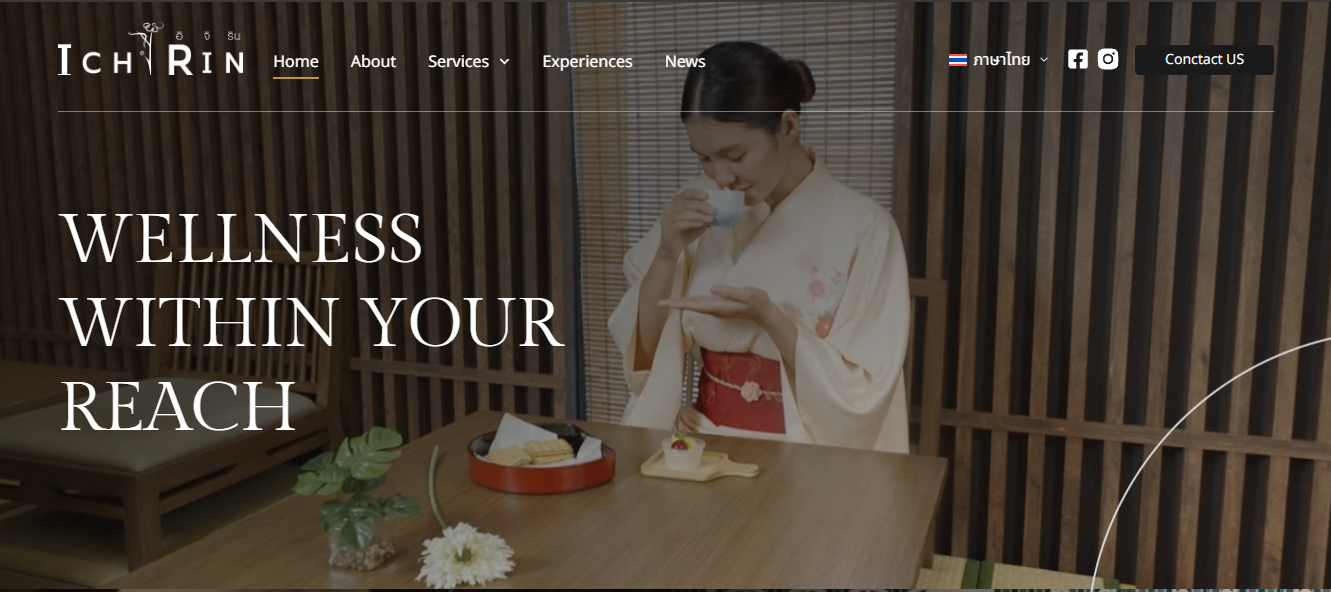 อิ จิ ริน
ICHIRIN
Home About Services Experiences News
ภาษาไทย
Conctact US
WELLNESS
WITHIN YOUR
REACH